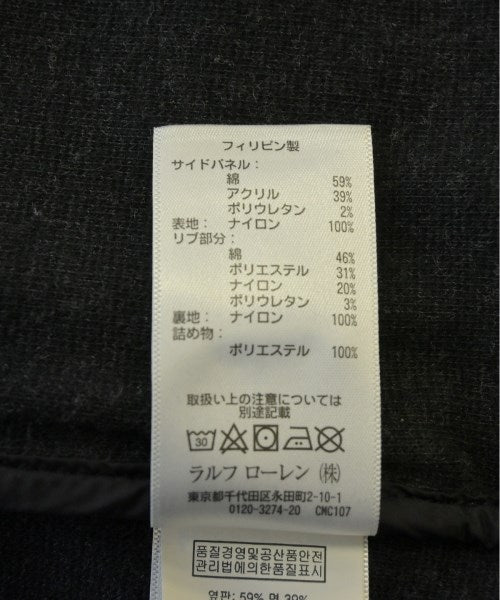 フィリピン製
サイドパネル:
綿 59%
アクリル 39%
ポリウレタン 2%
表地: ナイロン 100%
リブ部分:
綿 46%
ポリエステル 31%
ナイロン 20%
ポリウレタン 3%
裏地: ナイロン 100%
詰め物:
ポリエステル 100%
取扱い上の注意については
別途記載
30
ラルフ ローレン (株)
東京都千代田区永田町2-10-1
0120-3274-20 CMC107
품질경영및공산품안전
관리법에의한품질표시
옆판: 59% 면 39%